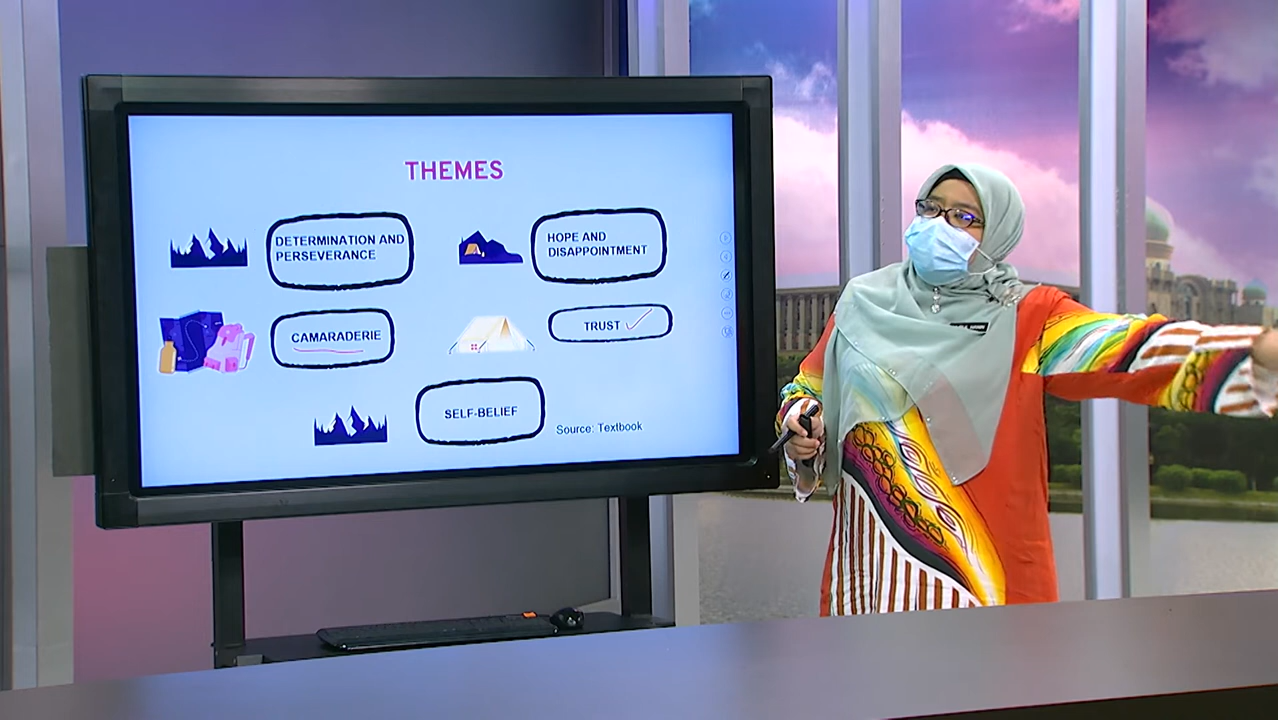 THEMES
DETERMINATION AND
PERSEVERANCE
HOPE AND
DISAPPOINTMENT
CAMARADERIE
TRUST
SELF-BELIEF
Source: Textbook